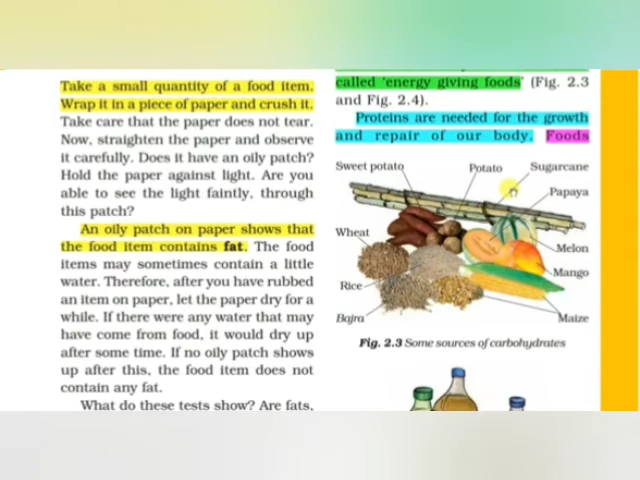 Take a small quantity of a food item.
Wrap it in a piece of paper and crush it.
Take care that the paper does not tear.
Now, straighten the paper and observe
it carefully. Does it have an oily patch?
Hold the paper against light. Are you
able to see the light faintly, through
this patch?
An oily patch on paper shows that
the food item contains fat. The food
items may sometimes contain a little
water. Therefore, after you have rubbed
an item on paper, let the paper dry for a
while. If there were any water that may
have come from food, it would dry up
after some time. If no oily patch shows
up after this, the food item does not
contain any fat.
What do these tests show? Are fats,
called 'energy giving foods' (Fig. 2.3
and Fig. 2.4).
Proteins are needed for the growth
and repair of our body. Foods
Sweet potato
Potato
Sugarcane
Papaya
Wheat
Melon
Mango
Rice
Bajra
Maize
Fig. 2.3 Some sources of carbohydrates